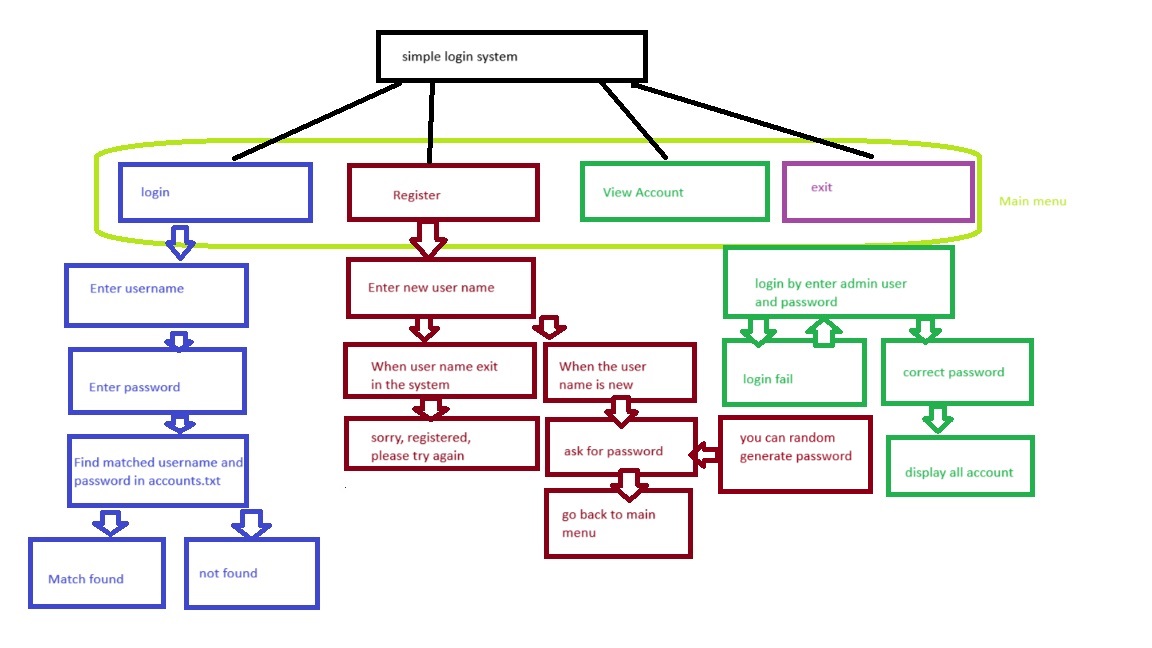 simple login system
login
Register
View Account
exit
Main menu
Enter username
Enter new user name
login by enter admin user
and password
Enter password
When user name exit
in the system
When the user
name is new
login fail
correct password
Find matched username and
password in accounts.txt
sorry, registered,
please try again
ask for password
you can random
generate password
display all account
go back to main
menu
Match found
not found